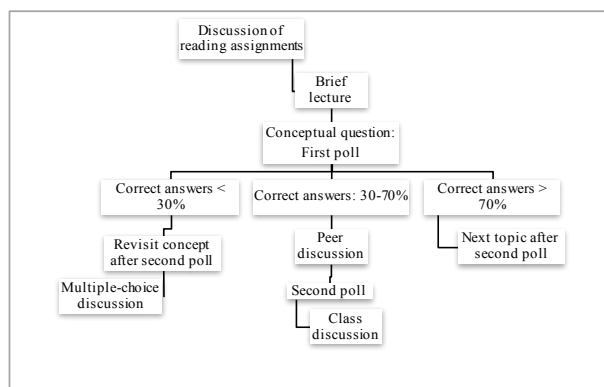 Discussion of
reading assignments
Brief
lecture
Conceptual question:
First poll
Correct answers <
30%
Correct answers: 30-70%
Correct answers >
70%
Revisit concept
after second poll
Multiple-choice
discussion
Peer
discussion
Second poll
Class
discussion
Next topic after
second poll